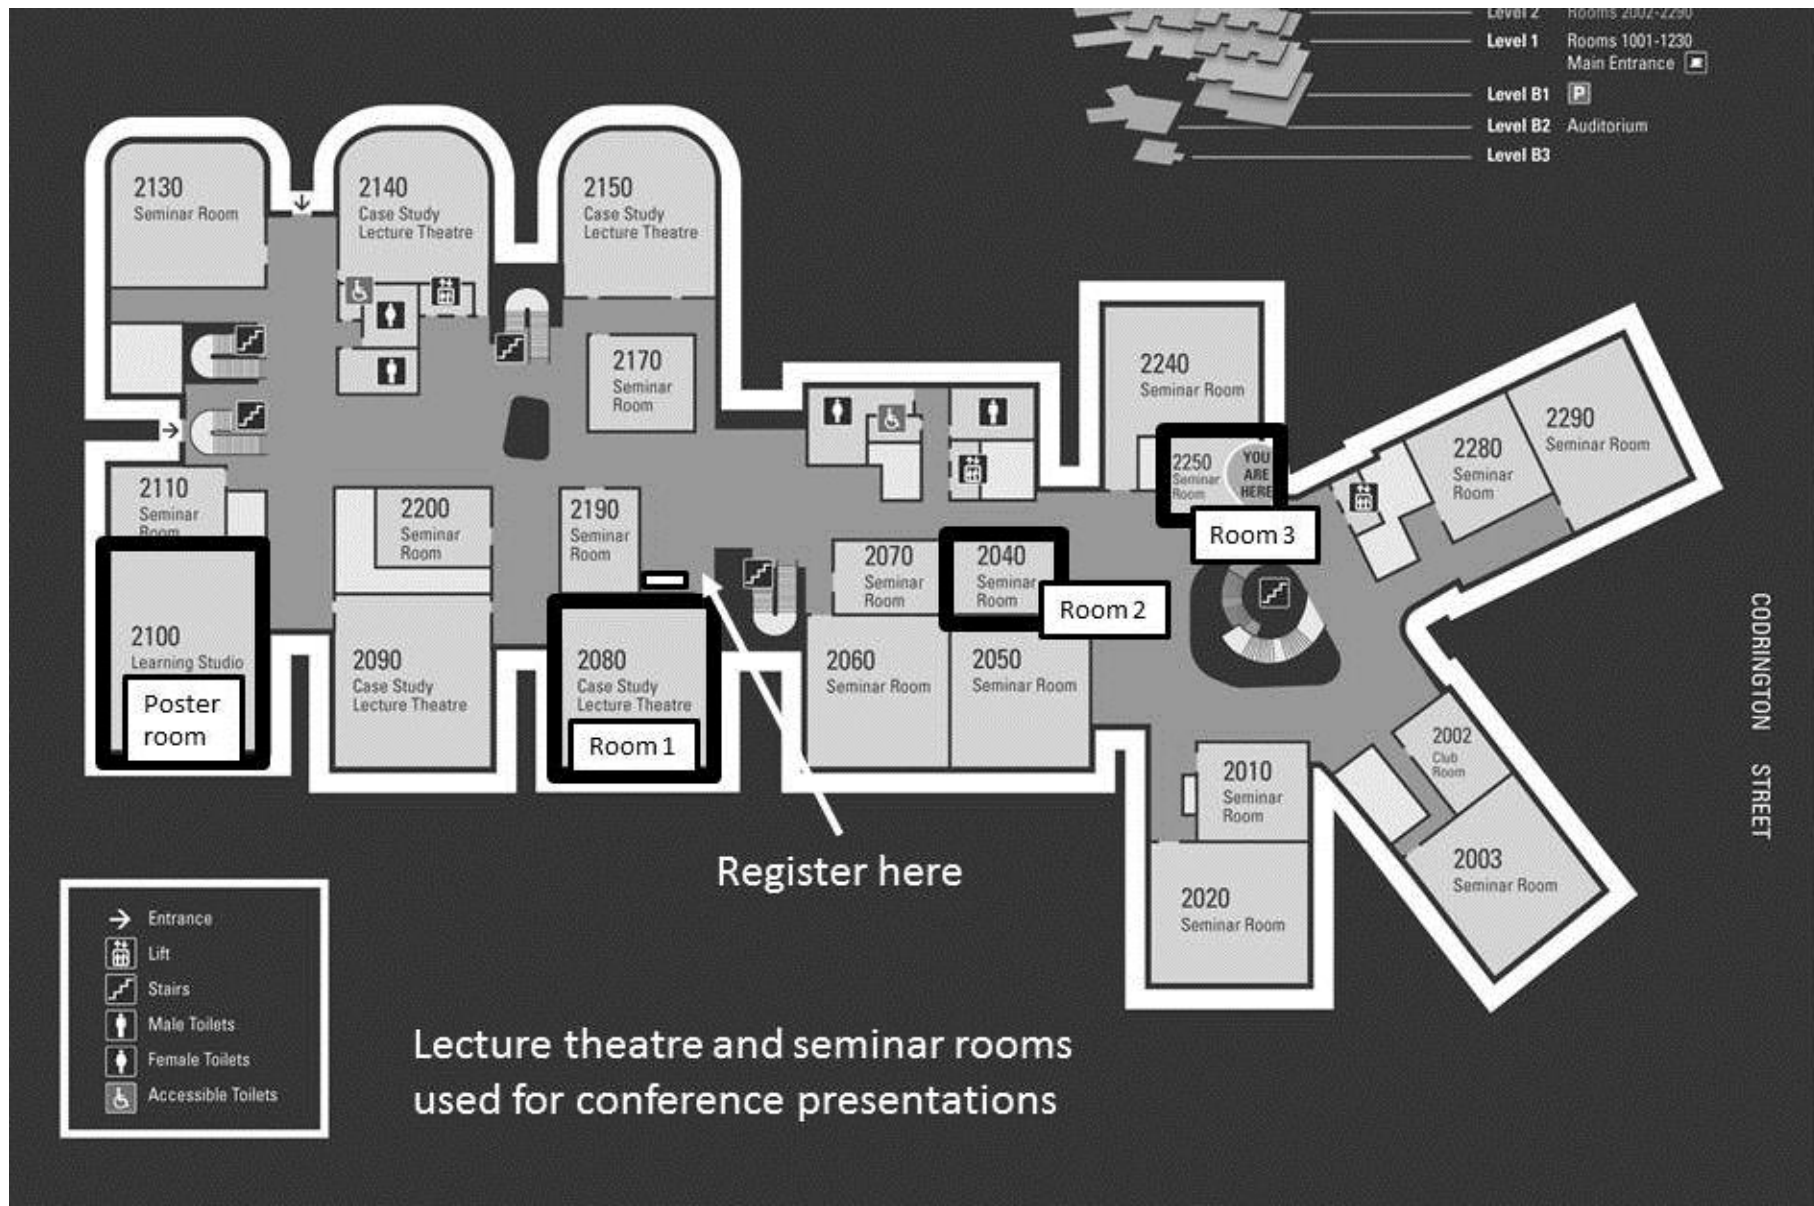 Level 2 Rooms 2002-2290
Level 1 Rooms 1001-1230
Main Entrance
Level B1 P
Level B2 Auditorium
Level B3
2130
Seminar Room
2140
Case Study
Lecture Theatre
2150
Case Study
Lecture Theatre
2170
Seminar
Room
2240
Seminar Room
2250
Seminar
Room
YOU
ARE
HERE
Room 3
2280
Seminar
Room
2290
Seminar Room
2110
Seminar
Room
2200
Seminar
Room
2190
Seminar
Room
2070
Seminar
Room
2040
Seminar
Room
Room 2
2100
Learning Studio
Poster
room
2090
Case Study
Lecture Theatre
2080
Case Study
Lecture Theatre
Room 1
2060
Seminar Room
2050
Seminar Room
2002
Club
Room
2010
Seminar
Room
2003
Seminar Room
2020
Seminar Room
CODRINGTON STREET
Register here
Entrance
Lift
Stairs
Male Toilets
Female Toilets
Accessible Toilets
Lecture theatre and seminar rooms
used for conference presentations